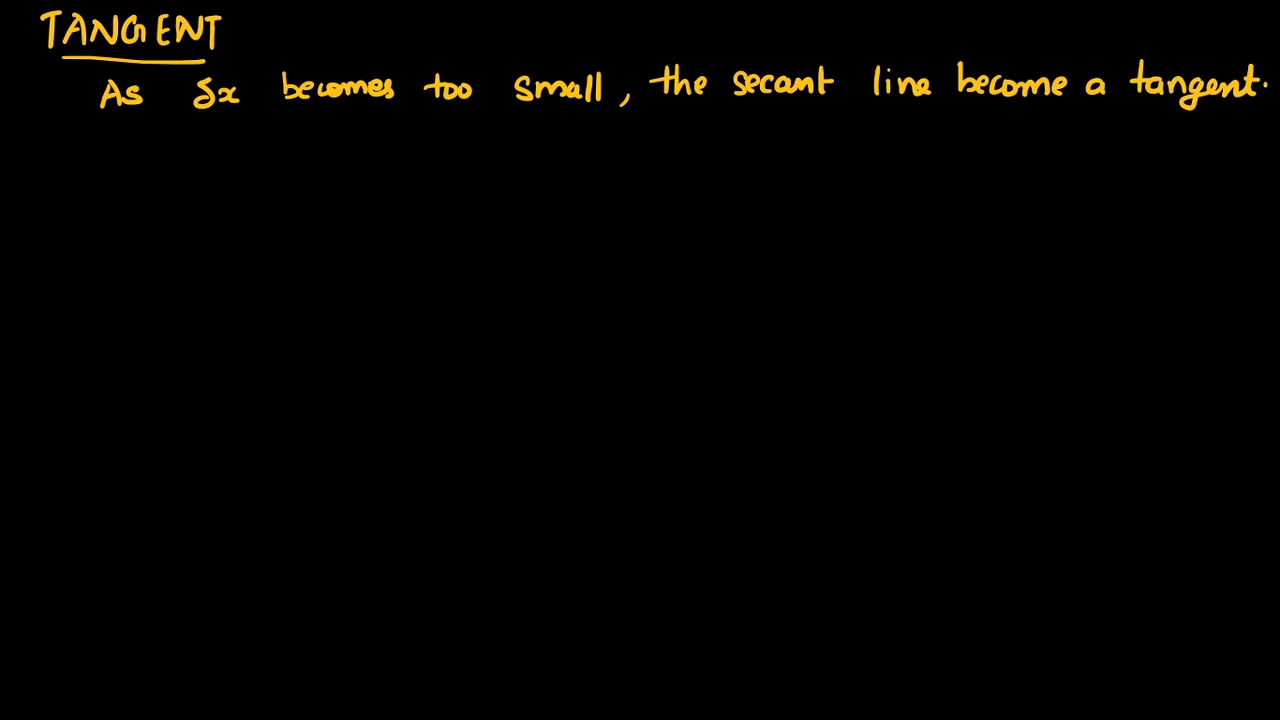 TANGENT
As δx becomes too small, the secant line become a tangent.